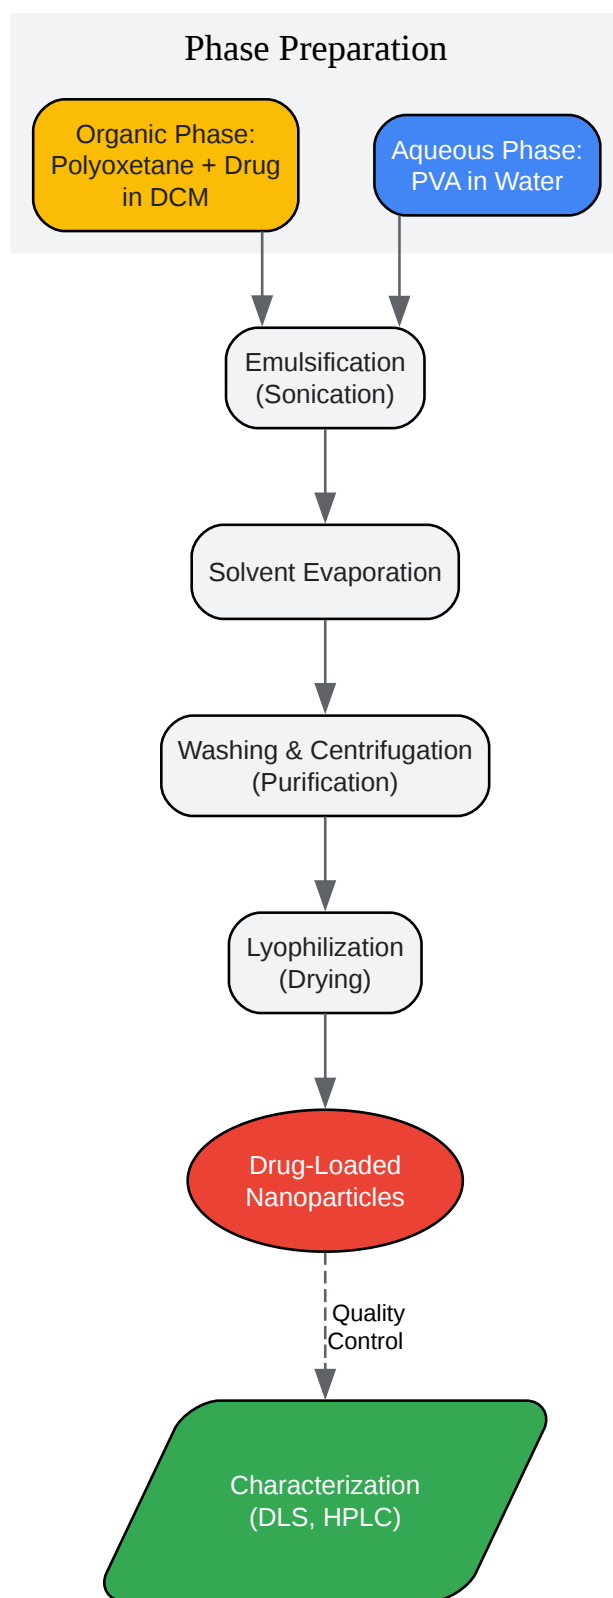 Phase Preparation
Organic Phase:
Polyoxetane + Drug
in DCM
Aqueous Phase:
PVA in Water
Emulsification
(Sonication)
Solvent Evaporation
Washing & Centrifugation
(Purification)
Lyophilization
(Drying)
Drug-Loaded
Nanoparticles
Quality
Control
Characterization
(DLS, HPLC)